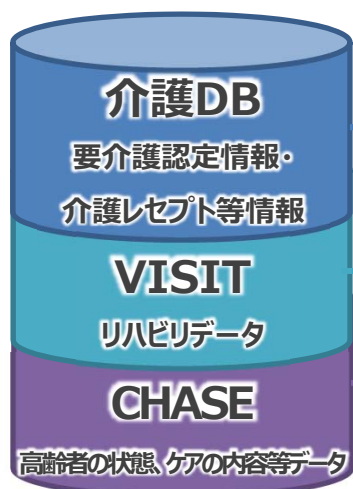 介護DB
要介護認定情報・
介護レセプト等情報
VISIT
リハビリデータ
CHASE
高齢者の状態、ケアの内容等データ